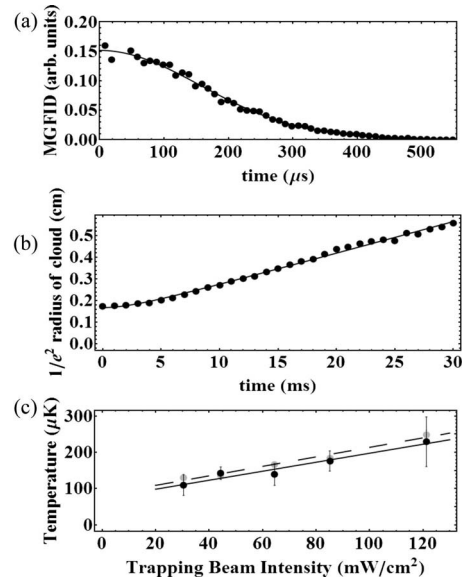 (a)
MGFID (arb. units)
0.20
0.15
0.10
0.05
0.00
0 100 200 300 400 500
time (μs)
(b)
1/e² radius of cloud (cm)
0.5
0.4
0.3
0.2
0.1
0.0
0 5 10 15 20 25 30
time (ms)
(c)
Temperature (μK)
300
200
100
0
0 20 40 60 80 100 120
Trapping Beam Intensity (mW/cm²)